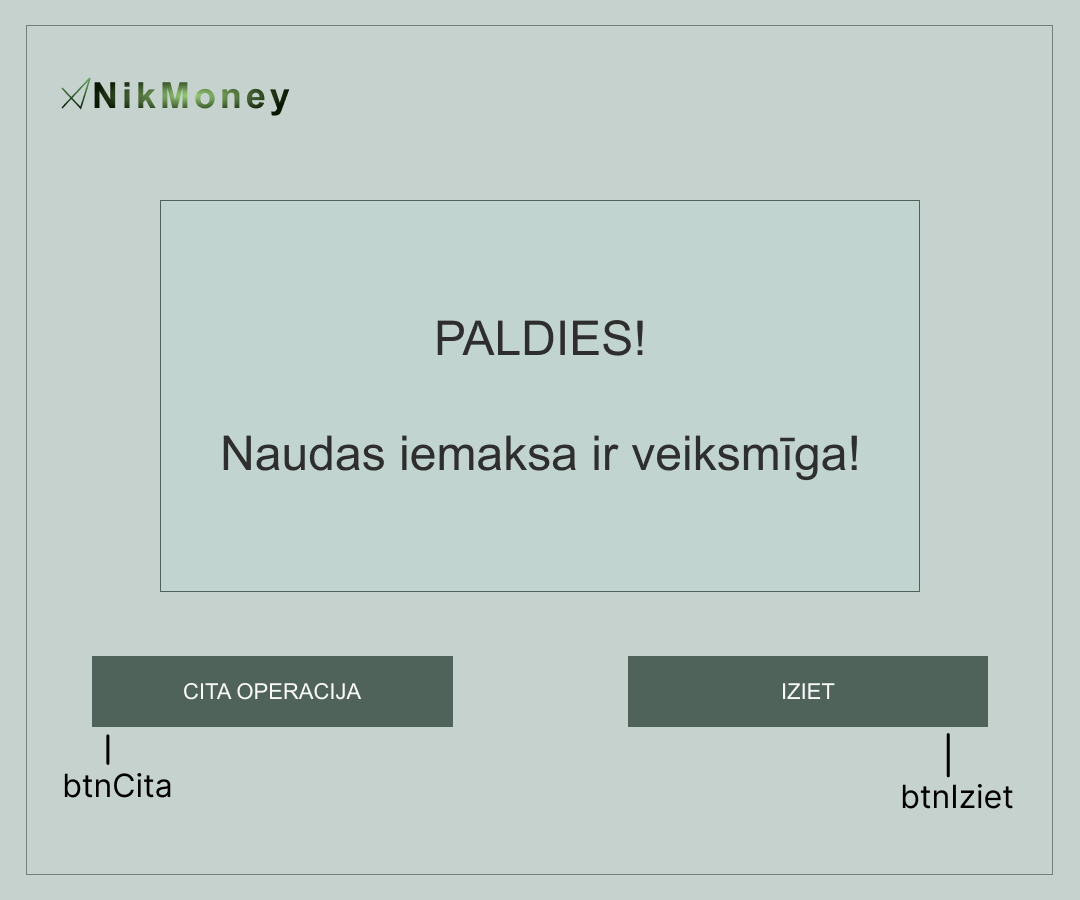 NikMoney
PALDIES!
Naudas iemaksa ir veiksmīga!
CITA OPERACIJA
IZIET
btnCita
btnIziet